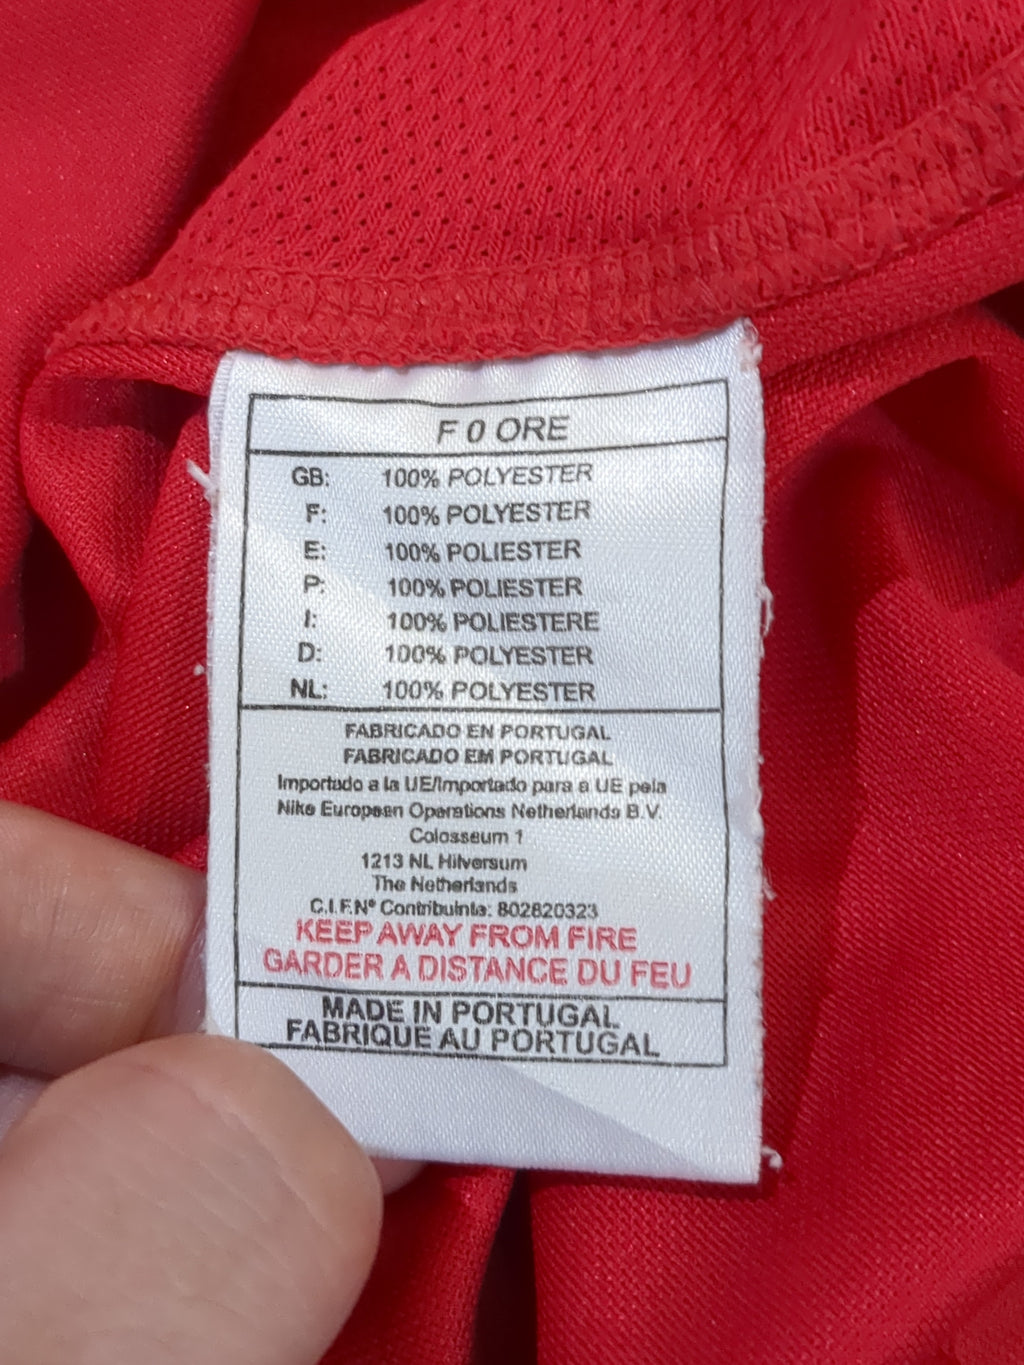 F 0 ORE
GB: 100% POLYESTER
F: 100% POLYESTER
E: 100% POLIESTER
P: 100% POLIESTER
I: 100% POLIESTERE
D: 100% POLYESTER
NL: 100% POLYESTER
FABRICADO EN PORTUGAL
FABRICADO EM PORTUGAL
Importado a la UE/Importado para a UE pela
Nike European Operations Netherlands B.V.
Colosseum 1
1213 NL Hilversum
The Netherlands
C.I.F.Nº Contribuinte: 802820323
KEEP AWAY FROM FIRE
GARDER A DISTANCE DU FEU
MADE IN PORTUGAL
FABRIQUE AU PORTUGAL